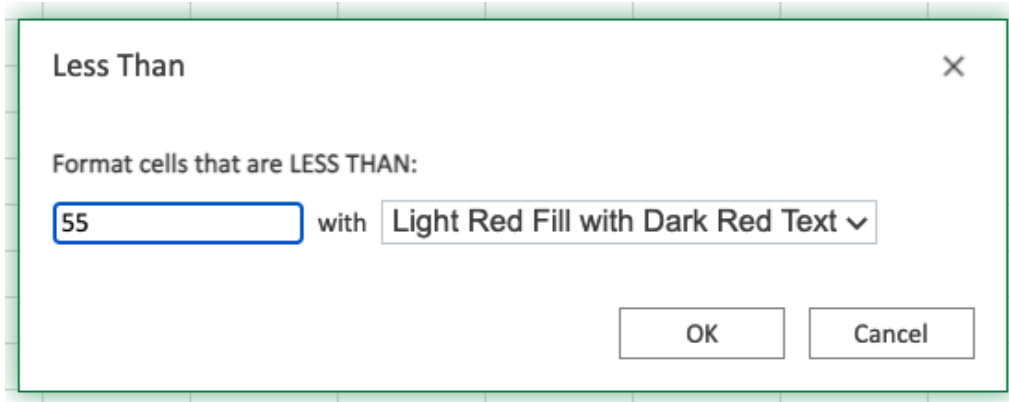 Less Than
Format cells that are LESS THAN:
55 with Light Red Fill with Dark Red Text
OK Cancel